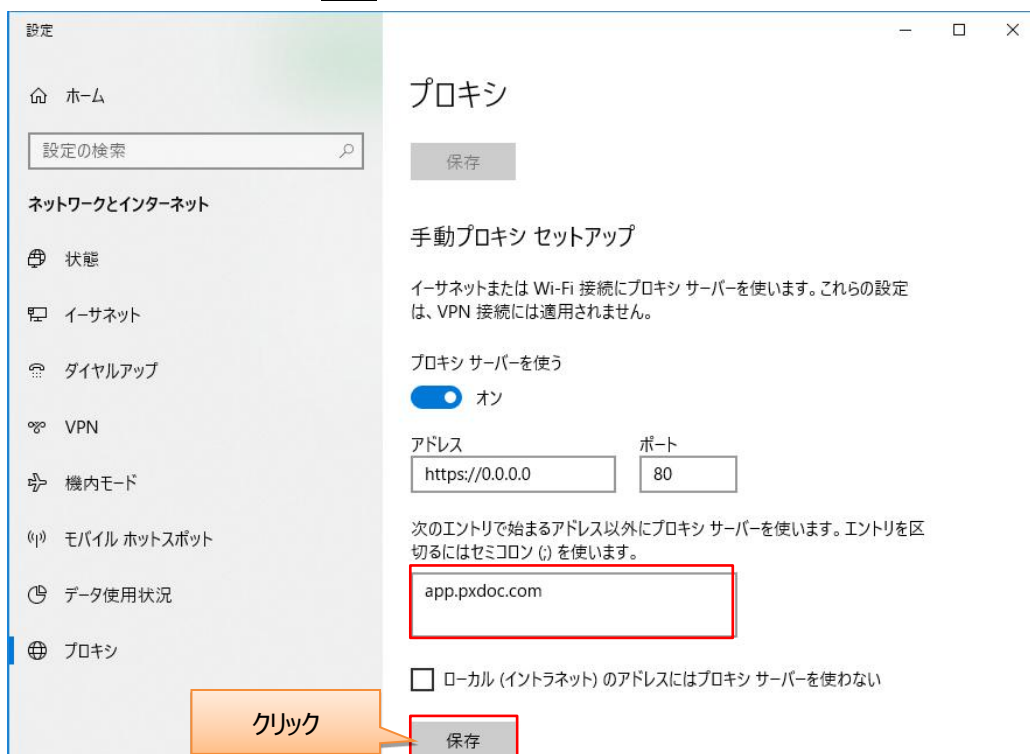 設定
ホーム
設定の検索
ネットワークとインターネット
状態
イーサネット
ダイヤルアップ
VPN
機内モード
モバイル ホットスポット
データ使用状況
プロキシ
プロキシ
保存
手動プロキシ セットアップ
イーサネットまたは Wi-Fi 接続にプロキシ サーバーを使います。これらの設定
は、VPN 接続には適用されません。
プロキシ サーバーを使う
オン
アドレス
ポート
https://0.0.0.0
80
次のエントリで始まるアドレス以外にプロキシ サーバーを使います。エントリを区
切るにはセミコロン (;) を使います。
app.pxdoc.com
ローカル (イントラネット) のアドレスにはプロキシ サーバーを使わない
クリック
保存